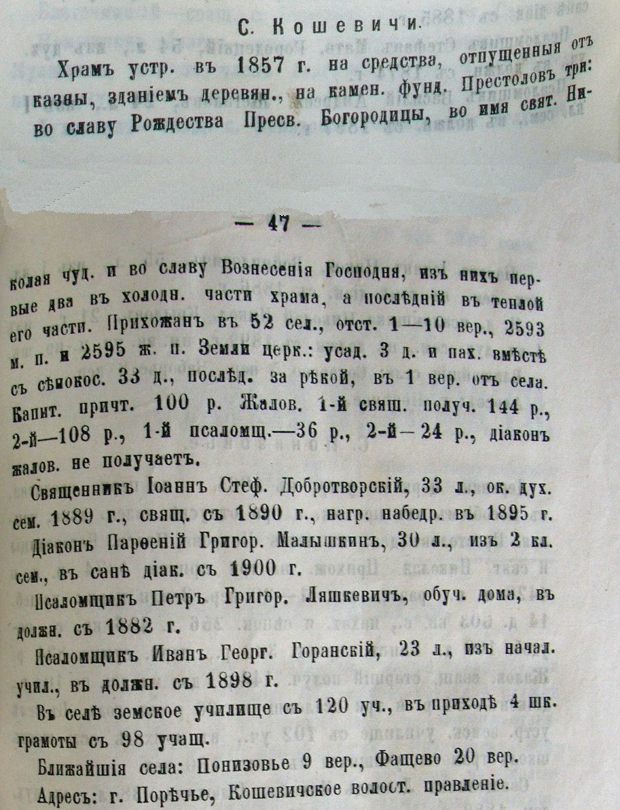 С. Кошевичи.
Храмъ устр. въ 1857 г. на средства, отпущенныя отъ
казны, зданіемъ деревян., на камен. фунд. Престоловъ три:
во славу Рождества Пресв. Богородицы, во имя свят. Ни-
— 47 —
колая чуд. и во славу Вознесенія Господня, изъ нихъ пер-
вые два въ холодн. части храма, а послѣдній въ теплой
его части. Прихожанъ въ 52 сел., отст. 1—10 вер., 2593
м. п. и 2595 ж. п. Земли церк.: усад. 3 д. и пах. вмѣстѣ
съ сѣнокос. 33 д., послѣд. за рѣкой, въ 1 вер. отъ села.
Капит. причт. 100 р. Жалов. 1-й свящ. получ. 144 р.,
2-й—108 р., 1-й псаломщ.—36 р., 2-й—24 р., діаконъ
жалов. не получаетъ.
Священникъ Іоаннъ Стеф. Добротворскій, 33 л., ок. дух.
сем. 1889 г., свящ. съ 1890 г., нагр. набедр. въ 1895 г.
Діаконъ Парѳеній Григор. Малышкинъ, 30 л., изъ 2 кл.
сем., въ санѣ діак. съ 1900 г.
Псаломщикъ Петръ Григор. Ляшкевичъ, обуч. дома, въ
должн. съ 1882 г.
Псаломщикъ Иванъ Георг. Горанскій, 23 л., изъ начал.
учил., въ должн. съ 1898 г.
Въ селѣ земское училище съ 120 уч., въ приходѣ 4 шк.
грамоты съ 98 учащ.
Ближайшія села: Понизовье 9 вер., Фащево 20 вер.
Адресъ: г. Порѣчье, Кошевичское волост. правленіе.